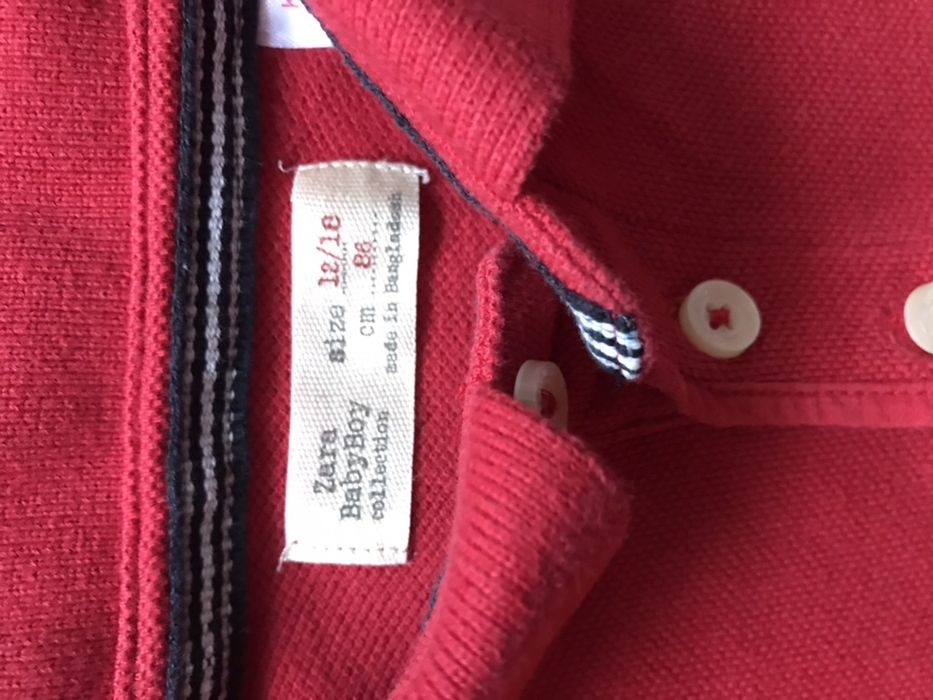 Zara
BabyBoy
collection
size 12/18
cm 86
made in Bangladesh